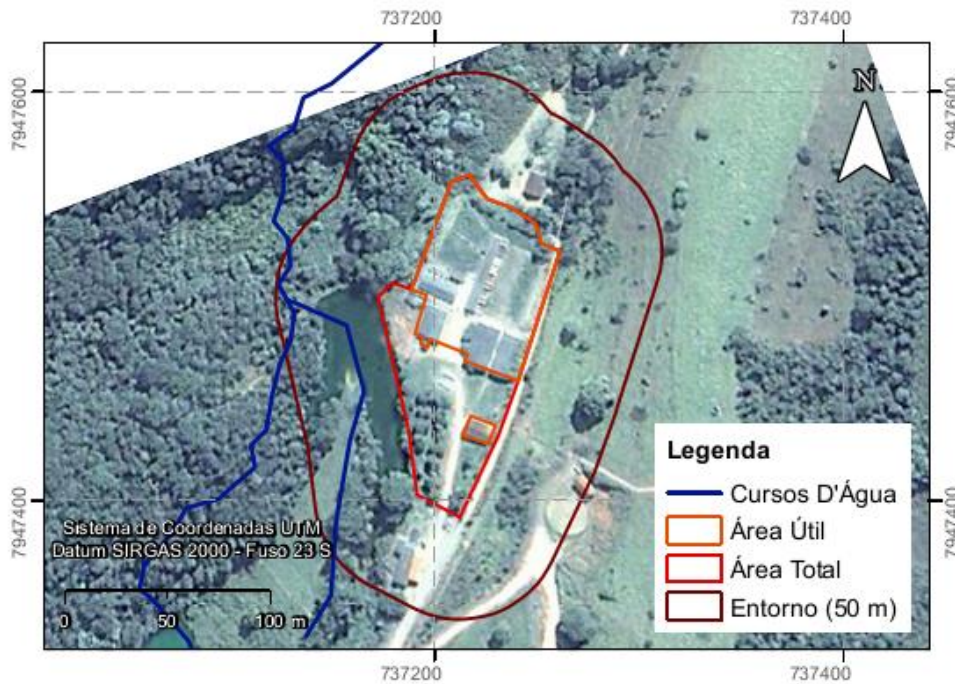 737200 737400
N
7947600 7947600
7947400 7947400
Legenda
Cursos D'Água
Área Útil
Área Total
Entorno (50 m)
Sistema de Coordenadas UTM
Datum SIRGAS 2000 - Fuso 23 S
0 50 100 m
737200 737400